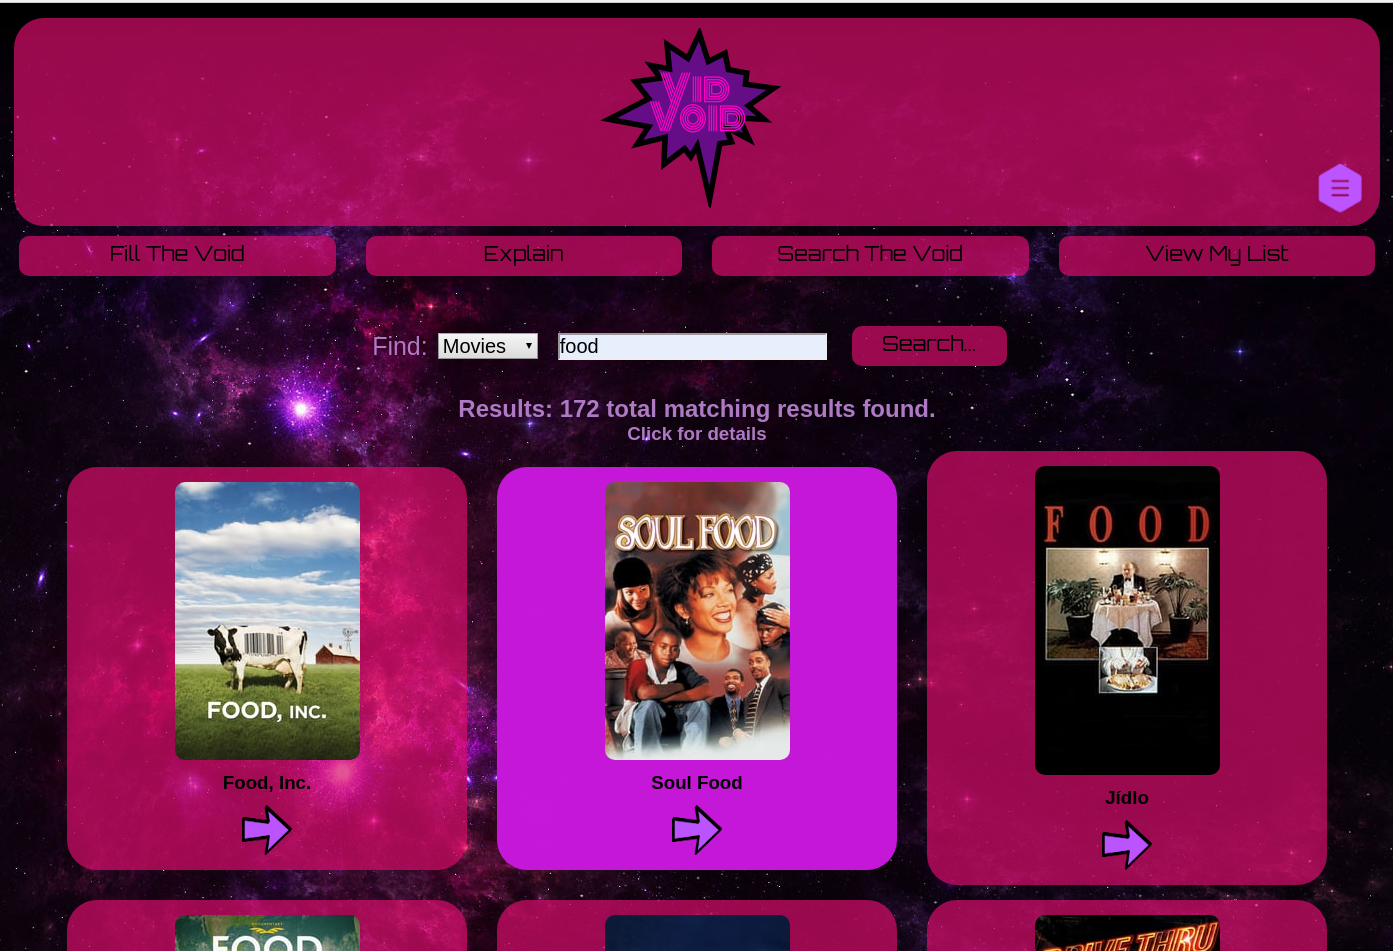 VID
VOID
Fill The Void
Explain
Search The Void
View My List
Find:
Movies
food
Search...
Results: 172 total matching results found.
Click for details
FOOD, INC.
Food, Inc.
SOUL FOOD
Soul Food
FOOD
Jídlo
DOCUMENTARY
FOOD
DRIVE THRU